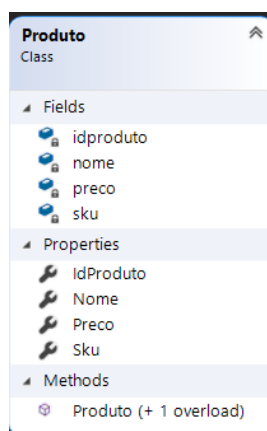 Produto
Class
Fields
idproduto
nome
preco
sku
Properties
IdProduto
Nome
Preco
Sku
Methods
Produto (+ 1 overload)